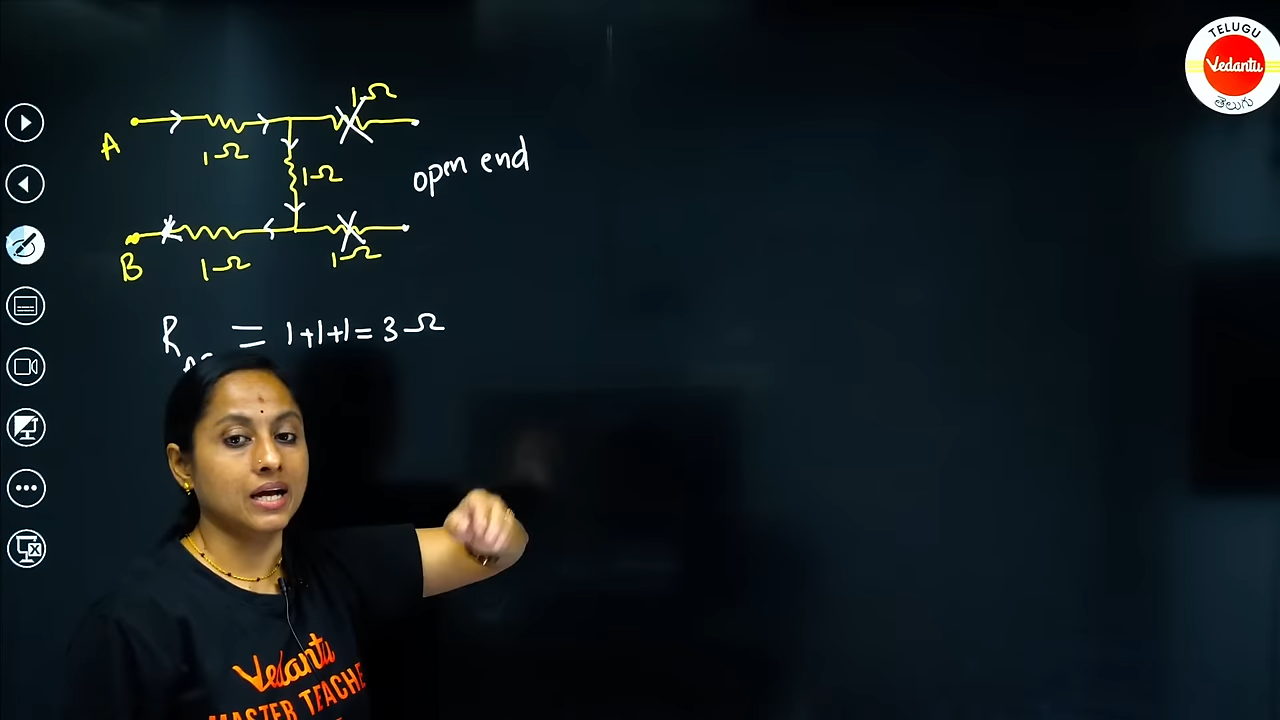 TELUGU
Vedantu
తెలుగు
1Ω
A
1Ω
1Ω
open end
B
1Ω
1Ω
R = 1+1+1 = 3Ω
Vedantu
MASTER TEACHE